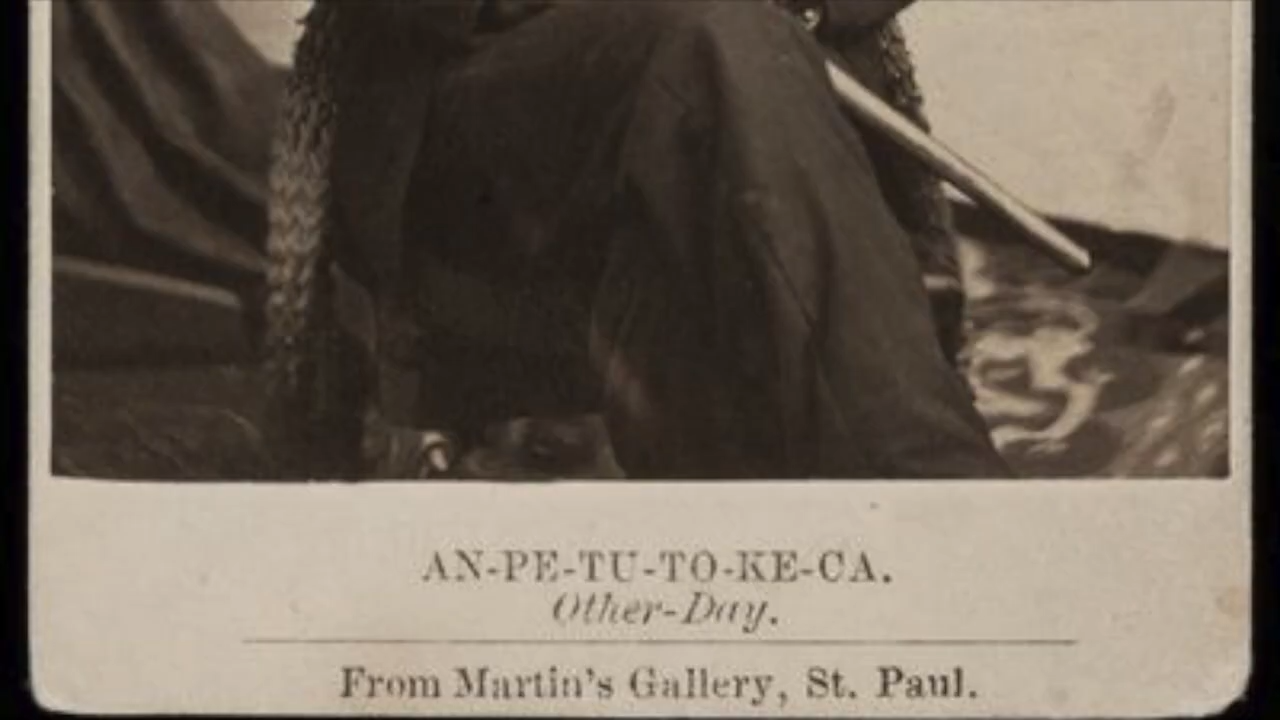 AN-PE-TU-TO-KE-CA.
Other-Day.
From Martin's Gallery, St. Paul.